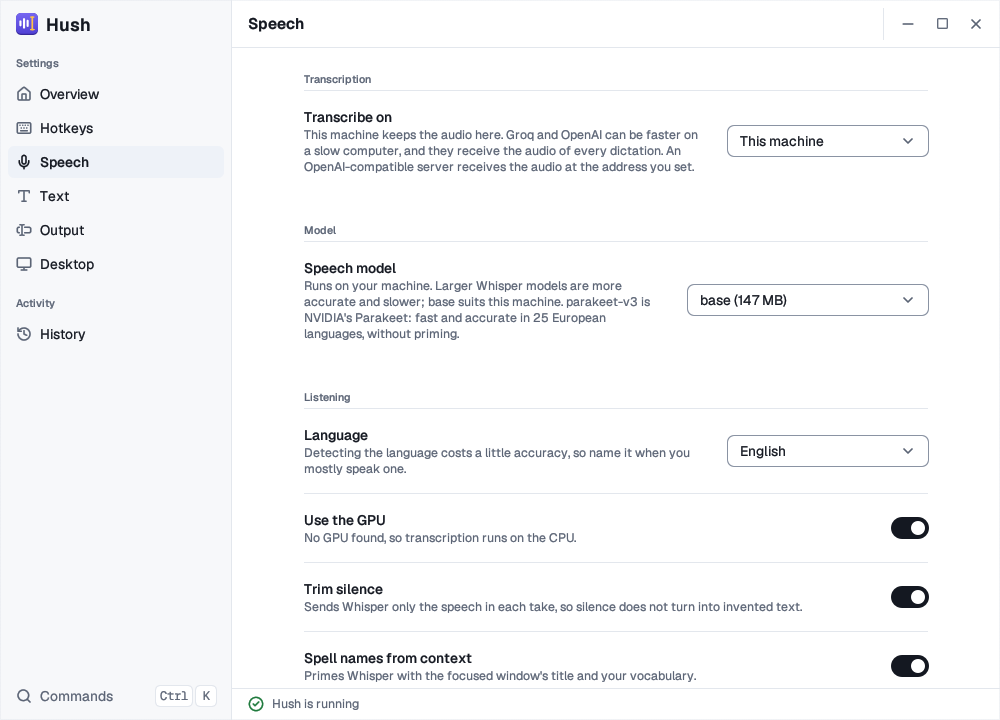 Hush
Settings
Overview
Hotkeys
Speech
Text
Output
Desktop
Activity
History
Commands
Ctrl K
Speech
Transcription
Transcribe on
This machine keeps the audio here. Groq and OpenAI can be faster on
a slow computer, and they receive the audio of every dictation. An
OpenAI-compatible server receives the audio at the address you set.
This machine
Model
Speech model
Runs on your machine. Larger Whisper models are more
accurate and slower; base suits this machine. parakeet-v3 is
NVIDIA's Parakeet: fast and accurate in 25 European
languages, without priming.
base (147 MB)
Listening
Language
Detecting the language costs a little accuracy, so name it when you
mostly speak one.
English
Use the GPU
No GPU found, so transcription runs on the CPU.
Trim silence
Sends Whisper only the speech in each take, so silence does not turn into invented text.
Spell names from context
Primes Whisper with the focused window's title and your vocabulary.
Hush is running